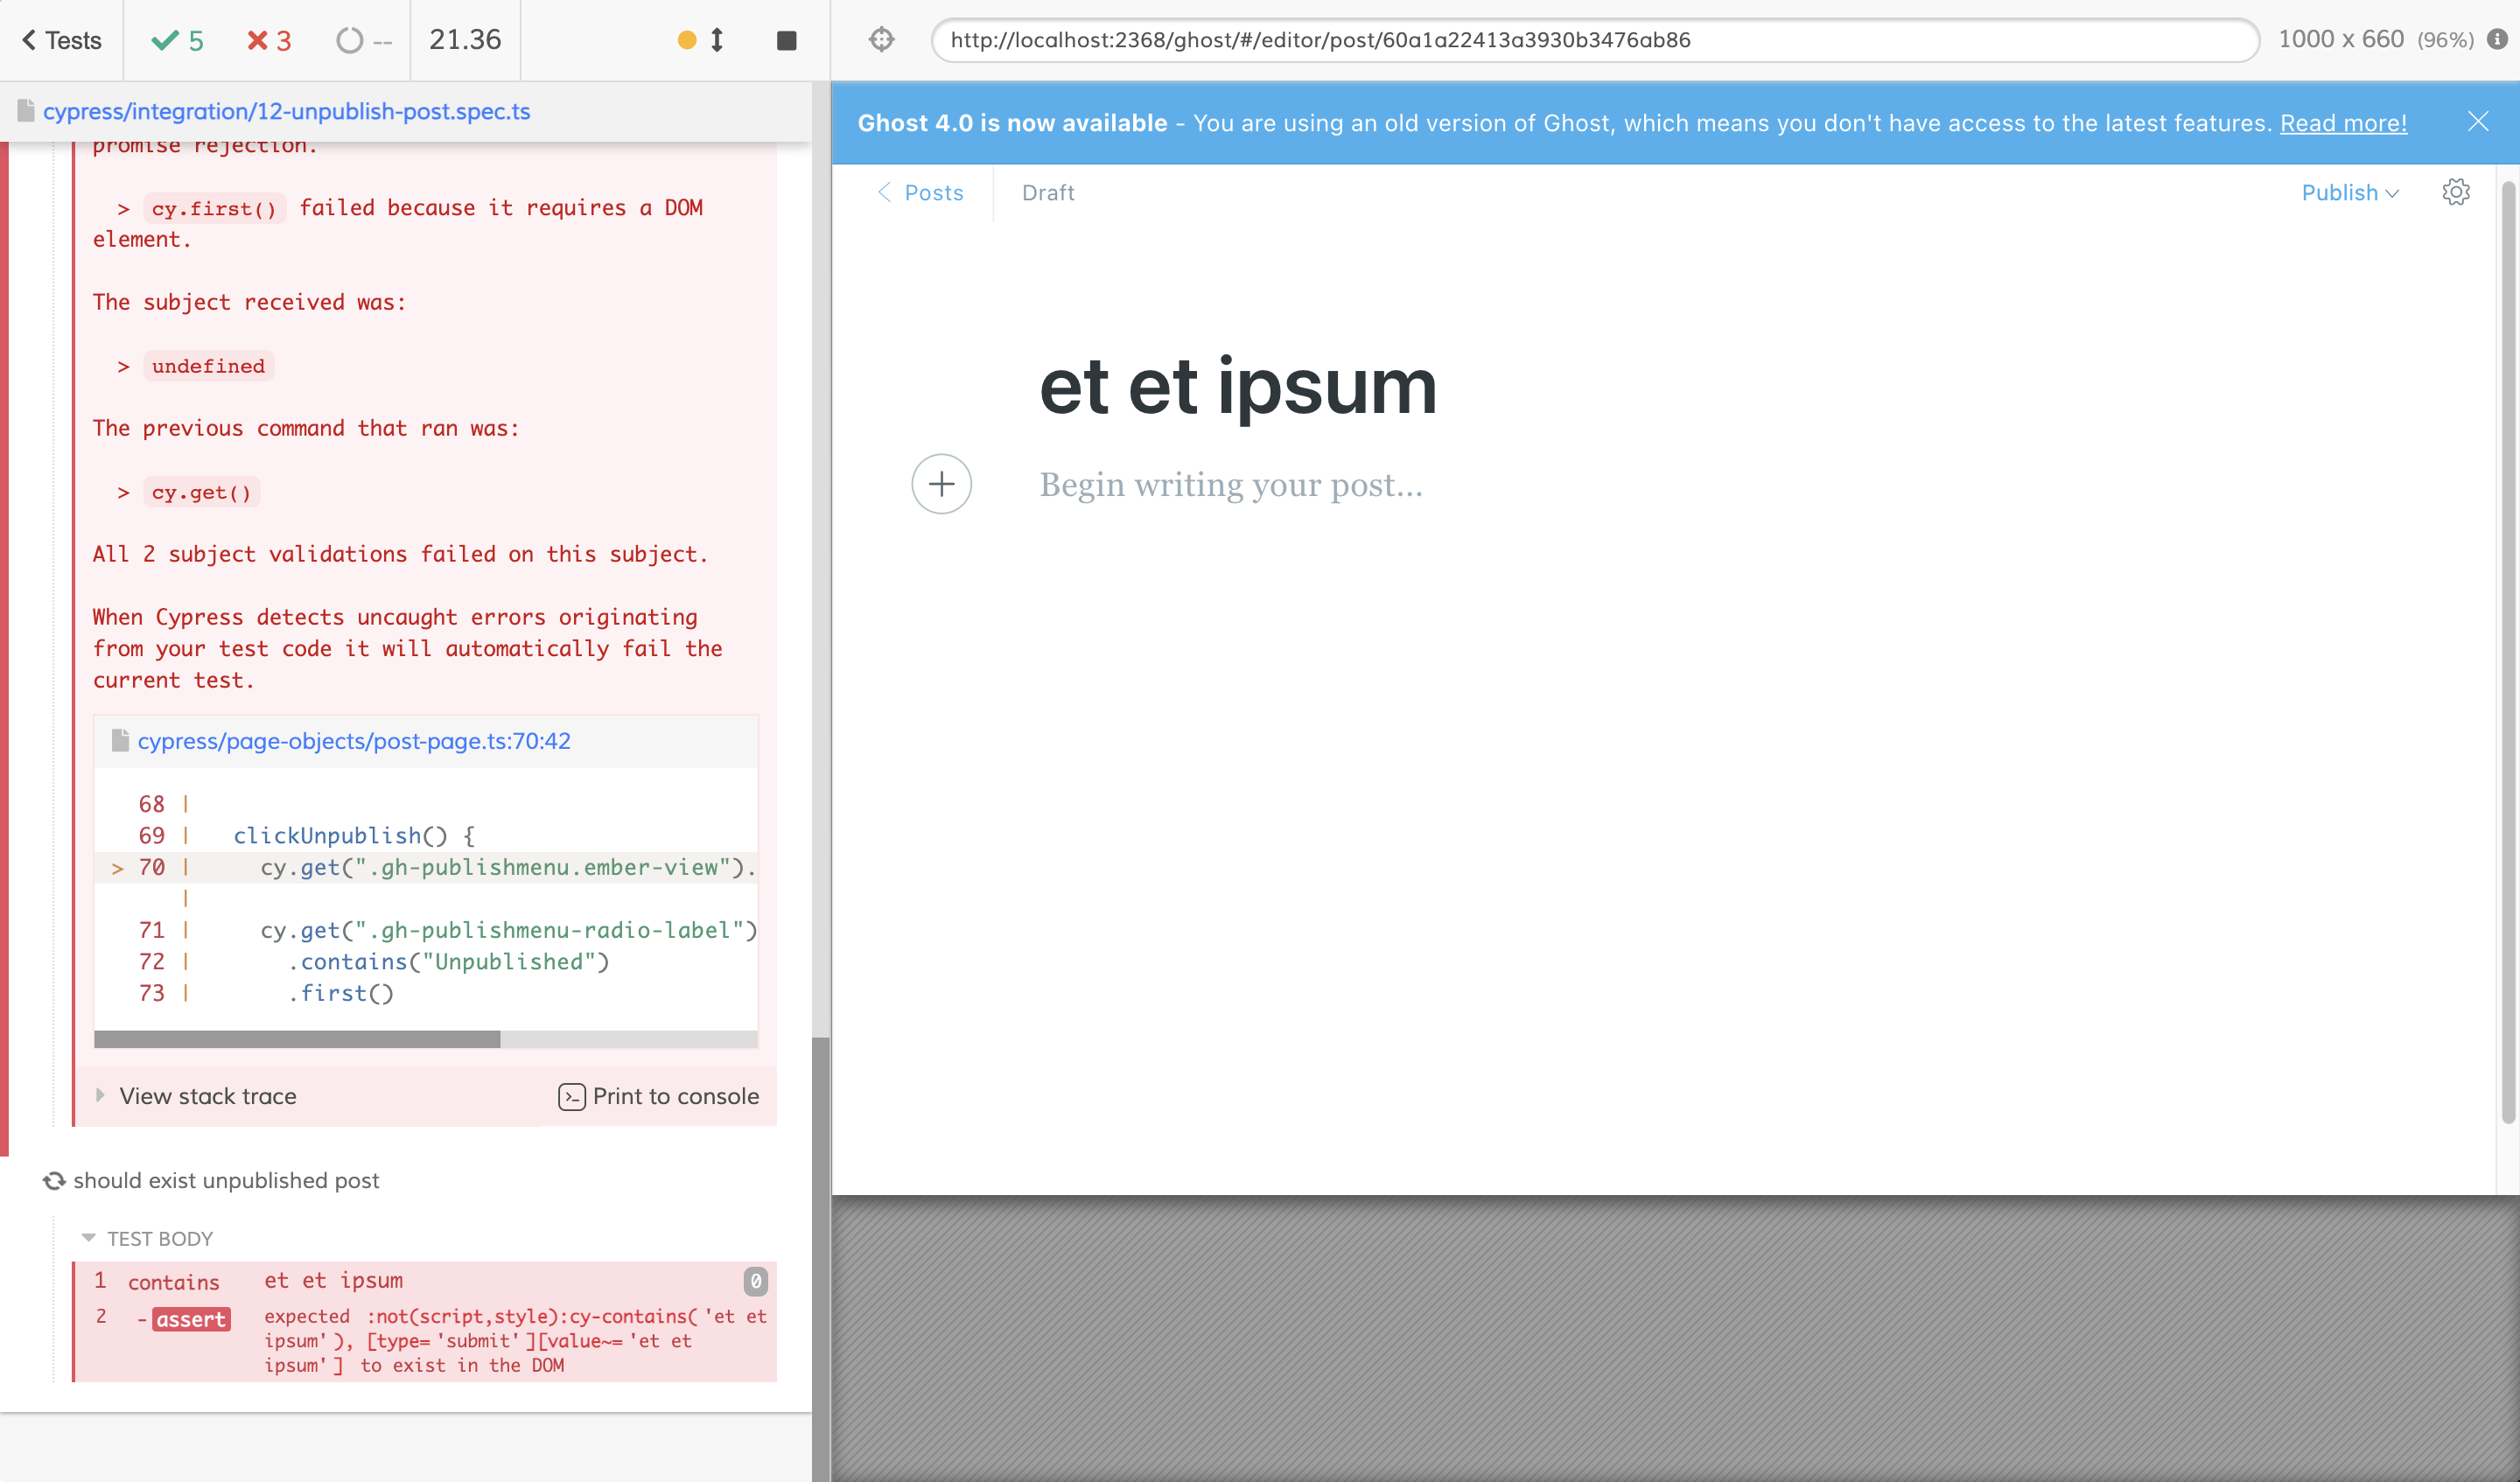 Tests 5 3 -- 21.36
http://localhost:2368/ghost/#/editor/post/60a1a22413a3930b3476ab86
1000 x 660 (96%)
cypress/integration/12-unpublish-post.spec.ts
promise rejection.
> cy.first() failed because it requires a DOM
element.
The subject received was:
> undefined
The previous command that ran was:
> cy.get()
All 2 subject validations failed on this subject.
When Cypress detects uncaught errors originating
from your test code it will automatically fail the
current test.
cypress/page-objects/post-page.ts:70:42
68 |
69 | clickUnpublish() {
> 70 | cy.get(".gh-publishmenu.ember-view").
|
71 | cy.get(".gh-publishmenu-radio-label")
72 | .contains("Unpublished")
73 | .first()
View stack trace
Print to console
should exist unpublished post
TEST BODY
1 contains et et ipsum 0
2 -assert expected :not(script,style):cy-contains('et et
ipsum'), [type='submit'][value~='et et
ipsum'] to exist in the DOM
Ghost 4.0 is now available - You are using an old version of Ghost, which means you don't have access to the latest features. Read more!
Posts
Draft
Publish
et et ipsum
Begin writing your post...